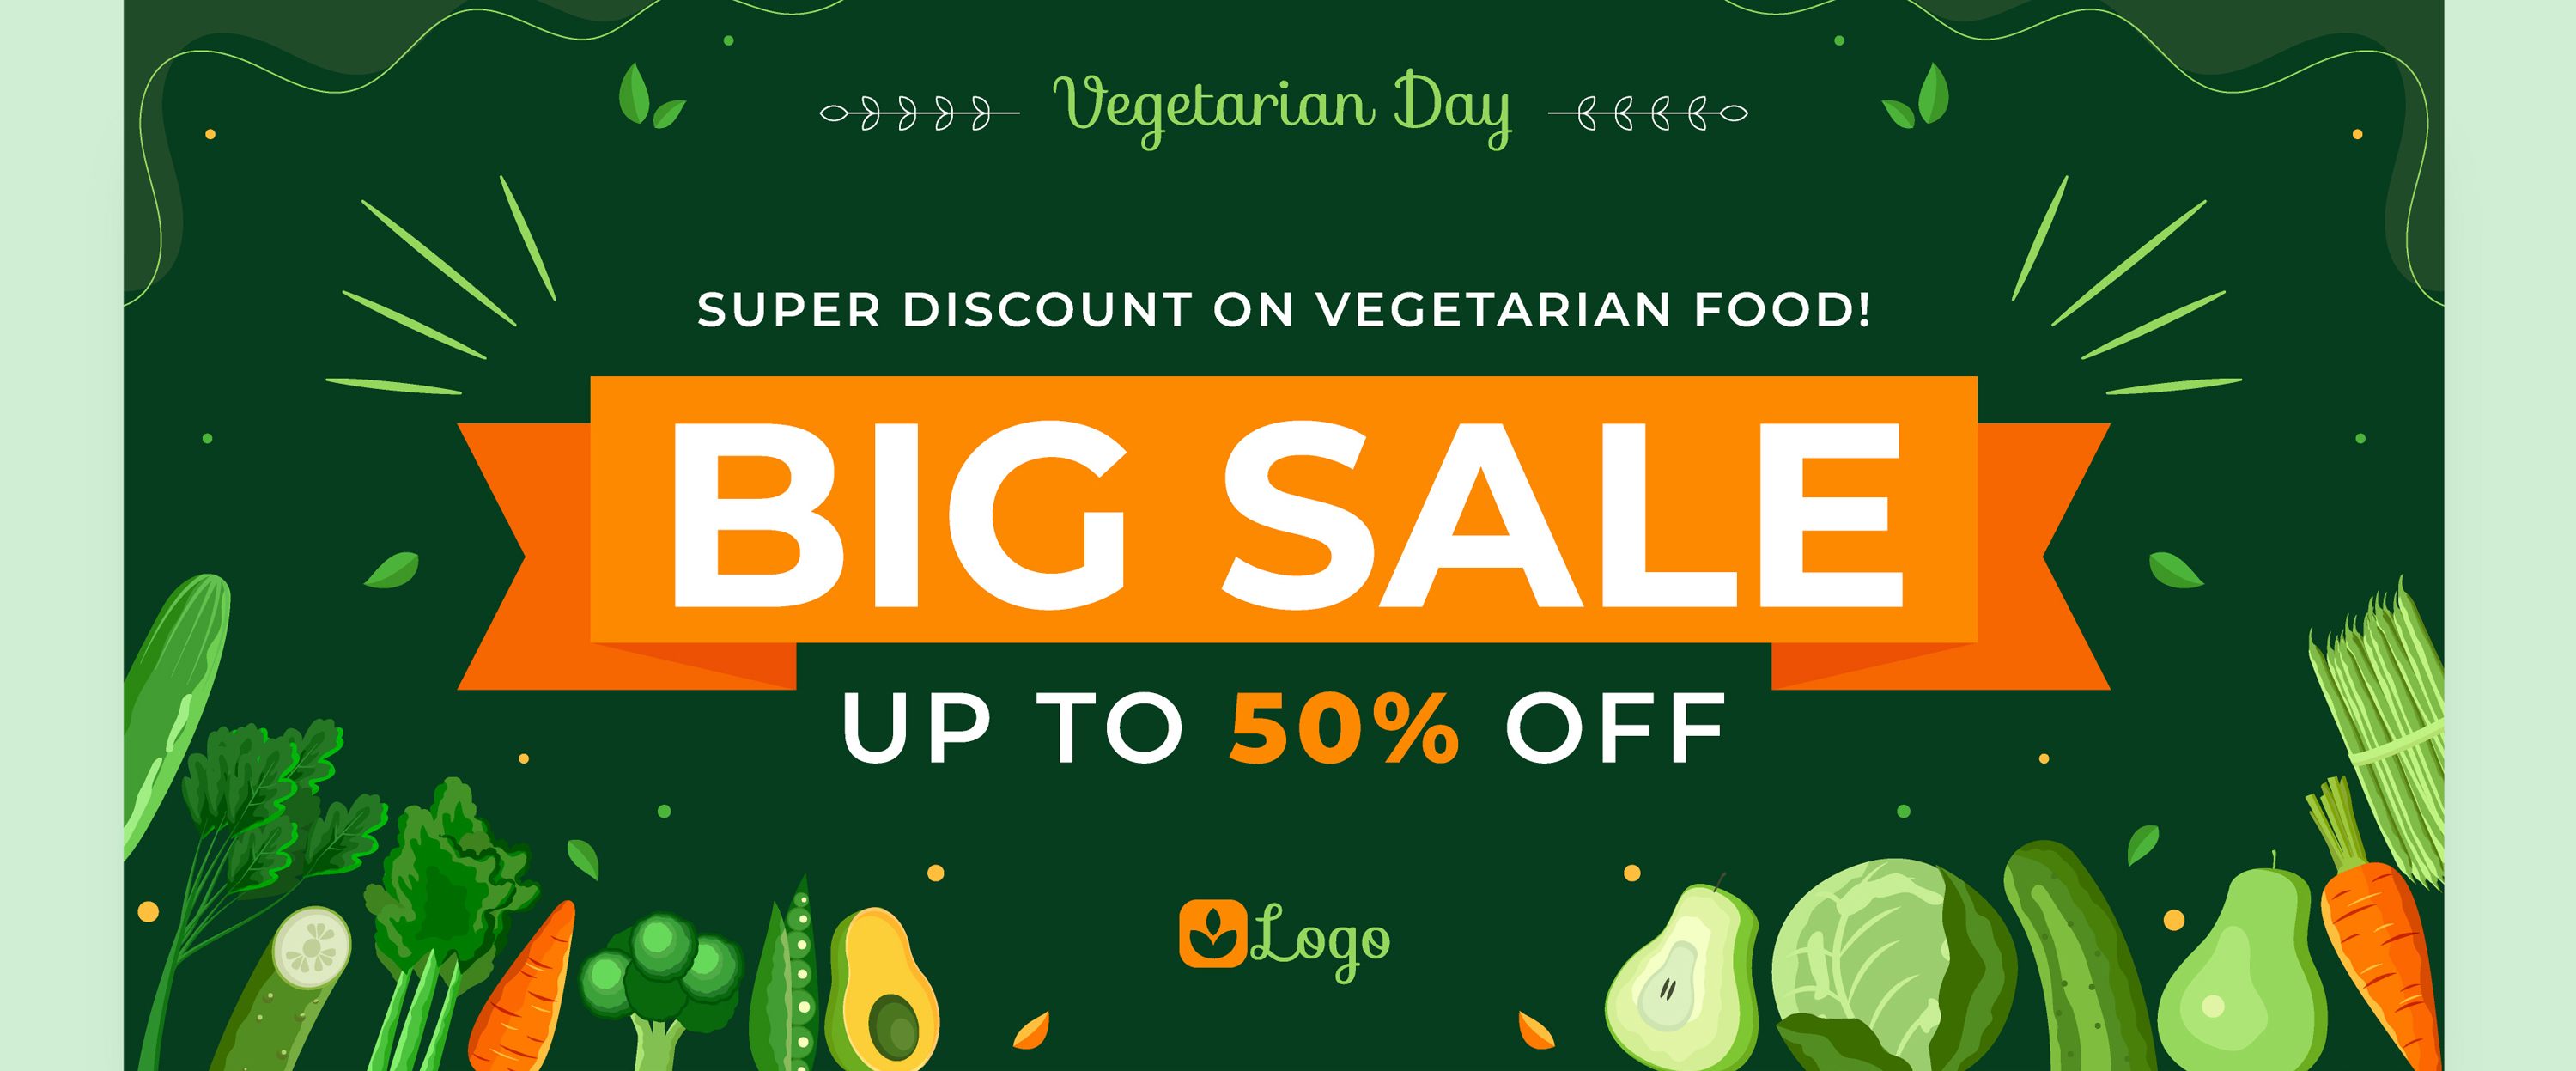 Vegetarian Day
SUPER DISCOUNT ON VEGETARIAN FOOD!
BIG SALE
UP TO 50% OFF
Logo